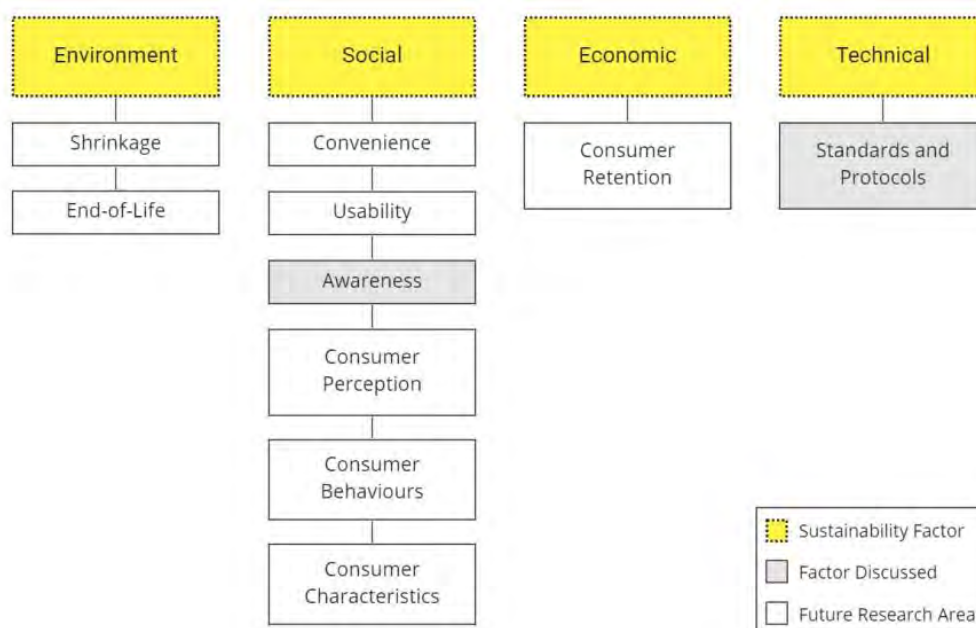 Environment
Shrinkage
End-of-Life
Social
Convenience
Usability
Awareness
Consumer
Perception
Consumer
Behaviours
Consumer
Characteristics
Economic
Consumer
Retention
Technical
Standards and
Protocols
Sustainability Factor
Factor Discussed
Future Research Area